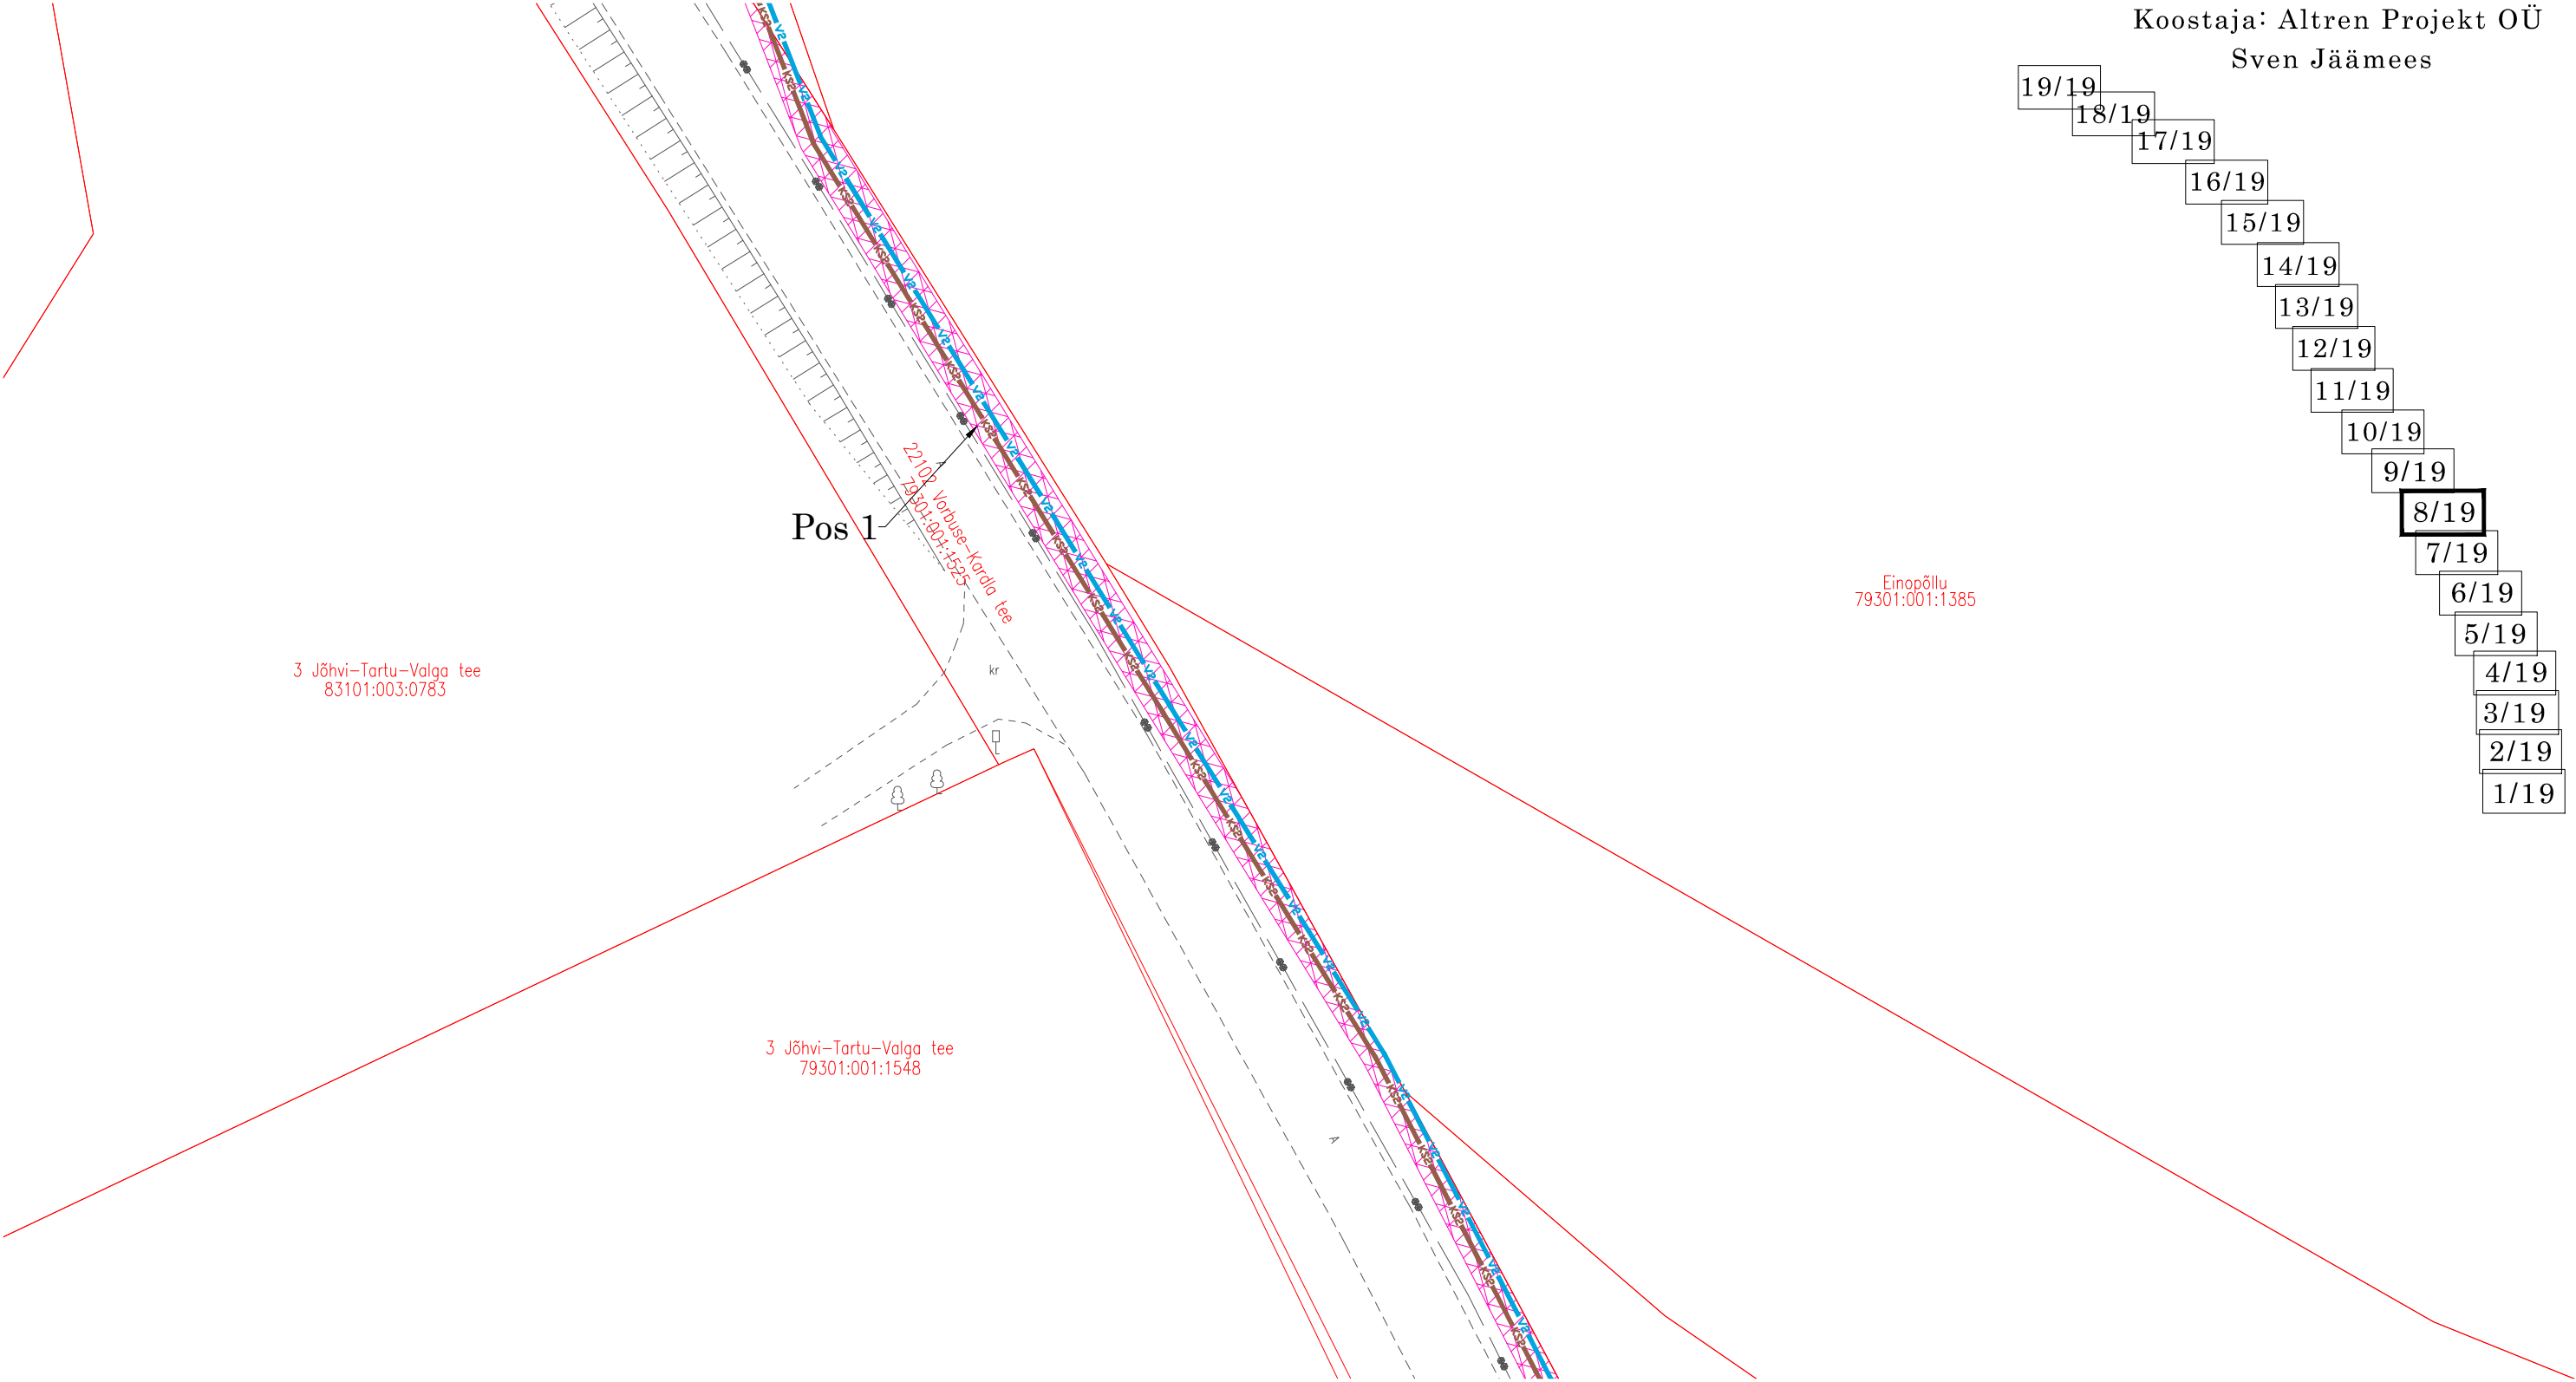 Koostaja: Altren Projekt OÜ
Sven Jäämees
19/19
18/19
17/19
16/19
15/19
14/19
13/19
12/19
11/19
10/19
9/19
8/19
7/19
6/19
5/19
4/19
3/19
2/19
1/19
Pos 1
22102 Vorbuse-Kardla tee
79301:001:1525
A
Einopõllu
79301:001:1385
3 Jõhvi-Tartu-Valga tee
83101:003:0783
kr
3 Jõhvi-Tartu-Valga tee
79301:001:1548
A